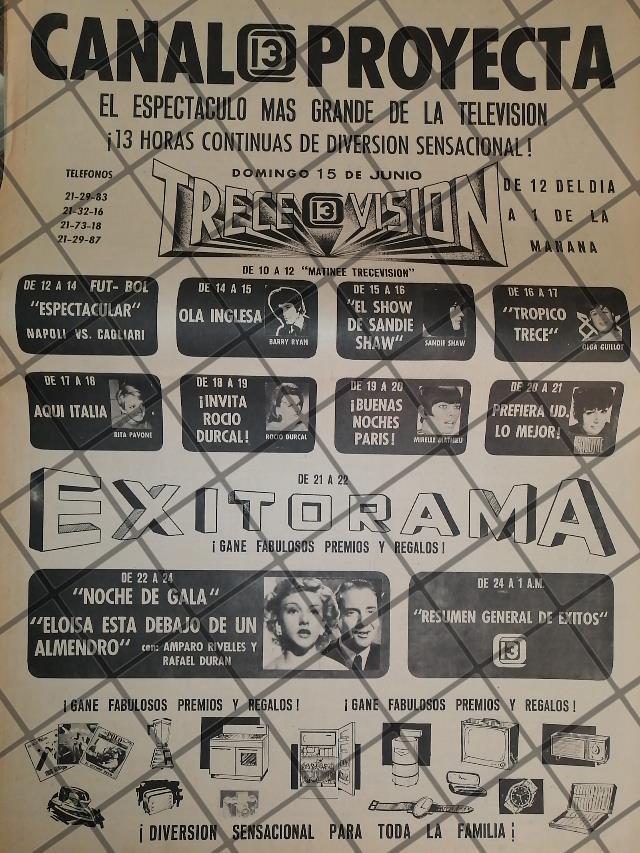 CANAL 13 PROYECTA
EL ESPECTACULO MAS GRANDE DE LA TELEVISION
¡13 HORAS CONTINUAS DE DIVERSION SENSACIONAL!
TELEFONOS
21-29-83
21-32-16
21-73-18
21-29-87
DOMINGO 15 DE JUNIO
TRECE 13 VISION
DE 12 DEL DIA
A 1 DE LA
MAÑANA
DE 10 A 12 "MATINEE TRECEVISION"
DE 12 A 14 FUT-BOL
"ESPECTACULAR"
NAPOLI VS. CAGLIARI
DE 14 A 15
OLA INGLESA
BARRY RYAN
DE 15 A 16
"EL SHOW
DE SANDIE
SHAW"
SANDIE SHAW
DE 16 A 17
"TROPICO
TRECE"
OLGA GUILLOT
DE 17 A 18
AQUI ITALIA
RITA PAVONE
DE 18 A 19
¡INVITA
ROCIO
DURCAL!
ROCIO DURCAL
DE 19 A 20
¡BUENAS
NOCHES
PARIS!
MIREILLE MATHIEU
DE 20 A 21
PREFIERA UD.
LO MEJOR!
DE 21 A 22
EXITORAMA
¡GANE FABULOSOS PREMIOS Y REGALOS!
DE 22 A 24
"NOCHE DE GALA"
"ELOISA ESTA DEBAJO DE UN
ALMENDRO" con: AMPARO RIVELLES Y
RAFAEL DURAN
DE 24 A 1 A.M.
"RESUMEN GENERAL DE EXITOS"
13
¡GANE FABULOSOS PREMIOS Y REGALOS! ¡GANE FABULOSOS PREMIOS Y REGALOS!
¡DIVERSION SENSACIONAL PARA TODA LA FAMILIA!